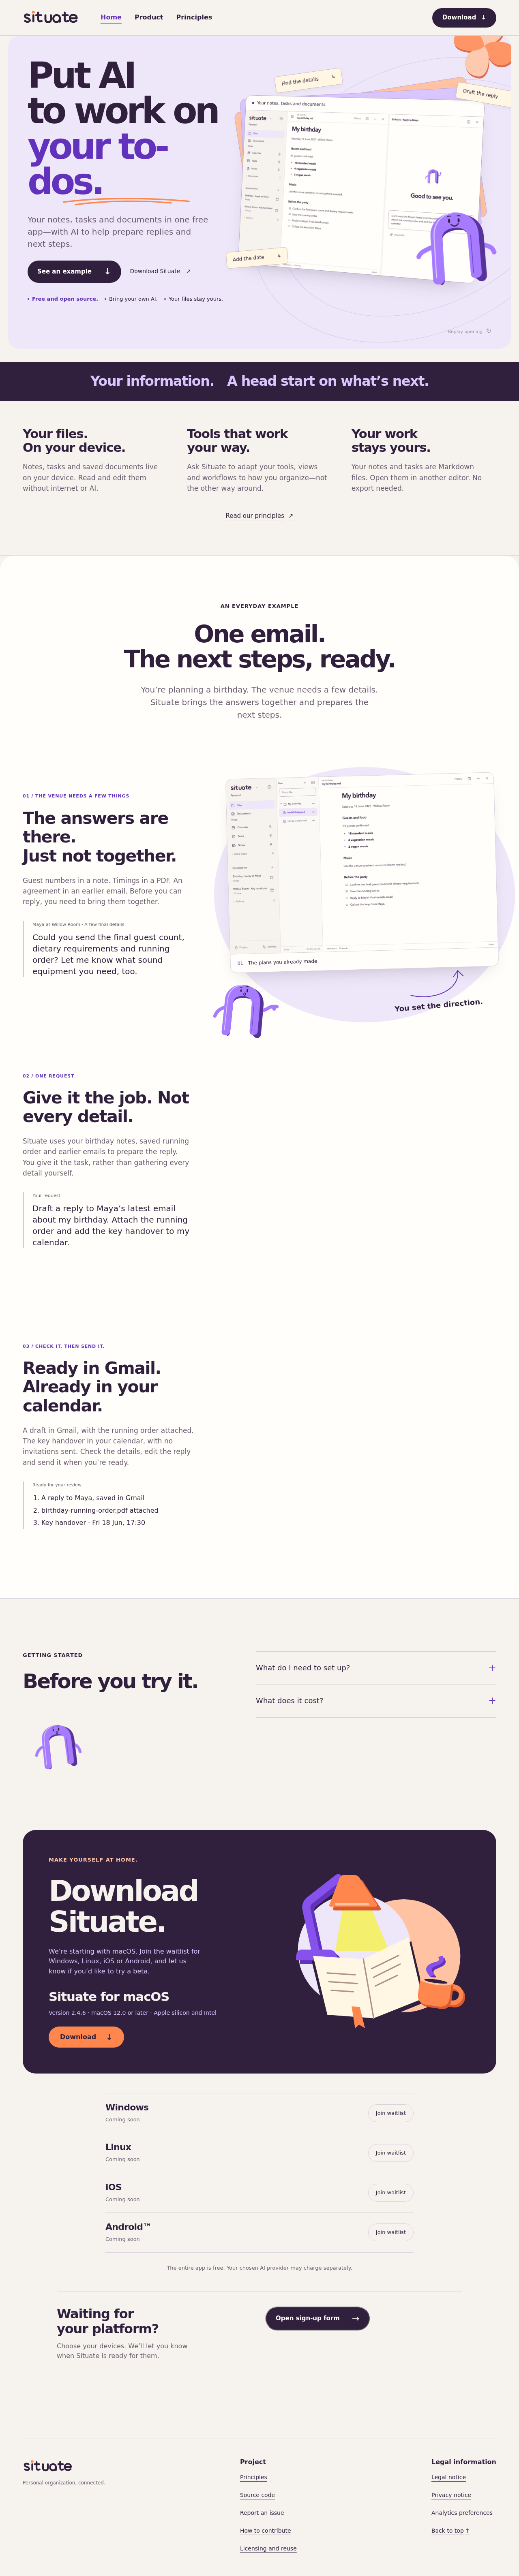 situate
Home
Product
Principles
Download ↓
Put AI
to work on
your to-
dos.
Your notes, tasks and documents in one free
app—with AI to help prepare replies and
next steps.
See an example ↓
Download Situate ↗
• Free and open source. • Bring your own AI. • Your files stay yours.
Find the details
Draft the reply
Your notes, tasks and documents
situate
My birthday
Guests and food
Music
Before the party
Good to see you.
Add the date
Replay opening ↻
Your information. A head start on what’s next.
Your files.
On your device.
Notes, tasks and saved documents live
on your device. Read and edit them
without internet or AI.
Tools that work
your way.
Ask Situate to adapt your tools, views
and workflows to how you organize—not
the other way around.
Your work
stays yours.
Your notes and tasks are Markdown
files. Open them in another editor. No
export needed.
Read our principles ↗
AN EVERYDAY EXAMPLE
One email.
The next steps, ready.
You’re planning a birthday. The venue needs a few details.
Situate brings the answers together and prepares the
next steps.
01 / THE VENUE NEEDS A FEW THINGS
The answers are
there.
Just not together.
Guest numbers in a note. Timings in a PDF. An
agreement in an earlier email. Before you can
reply, you need to bring them together.
Maya at Willow Room · A few final details
Could you send the final guest count,
dietary requirements and running
order? Let me know what sound
equipment you need, too.
situate
My birthday
Guests and food
Music
Before the party
01 The plans you already made
You set the direction.
02 / ONE REQUEST
Give it the job. Not
every detail.
Situate uses your birthday notes, saved running
order and earlier emails to prepare the reply.
You give it the task, rather than gathering every
detail yourself.
Your request
Draft a reply to Maya’s latest email
about my birthday. Attach the running
order and add the key handover to my
calendar.
03 / CHECK IT. THEN SEND IT.
Ready in Gmail.
Already in your
calendar.
A draft in Gmail, with the running order attached.
The key handover in your calendar, with no
invitations sent. Check the details, edit the reply
and send it when you’re ready.
Ready for your review
1. A reply to Maya, saved in Gmail
2. birthday-running-order.pdf attached
3. Key handover · Fri 18 Jun, 17:30
GETTING STARTED
Before you try it.
What do I need to set up? +
What does it cost? +
MAKE YOURSELF AT HOME.
Download
Situate.
We’re starting with macOS. Join the waitlist for
Windows, Linux, iOS or Android, and let us
know if you’d like to try a beta.
Situate for macOS
Version 2.4.6 · macOS 12.0 or later · Apple silicon and Intel
Download ↓
Windows
Coming soon
Join waitlist
Linux
Coming soon
Join waitlist
iOS
Coming soon
Join waitlist
Android™
Coming soon
Join waitlist
The entire app is free. Your chosen AI provider may charge separately.
Waiting for
your platform?
Choose your devices. We’ll let you know
when Situate is ready for them.
Open sign-up form →
situate
Personal organization, connected.
Project
Principles
Source code
Report an issue
How to contribute
Licensing and reuse
Legal information
Legal notice
Privacy notice
Analytics preferences
Back to top ↑